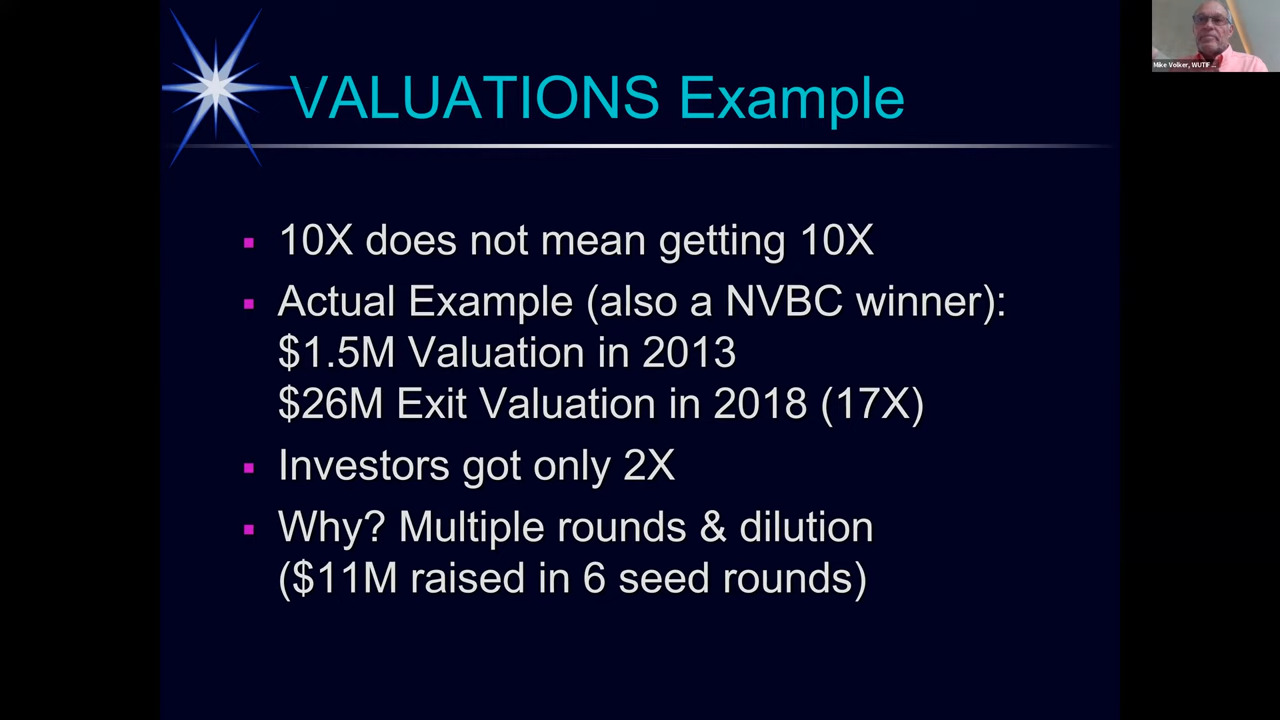 Mike Volker, WUTIF ...
VALUATIONS Example
10X does not mean getting 10X
Actual Example (also a NVBC winner):
$1.5M Valuation in 2013
$26M Exit Valuation in 2018 (17X)
Investors got only 2X
Why? Multiple rounds & dilution
($11M raised in 6 seed rounds)